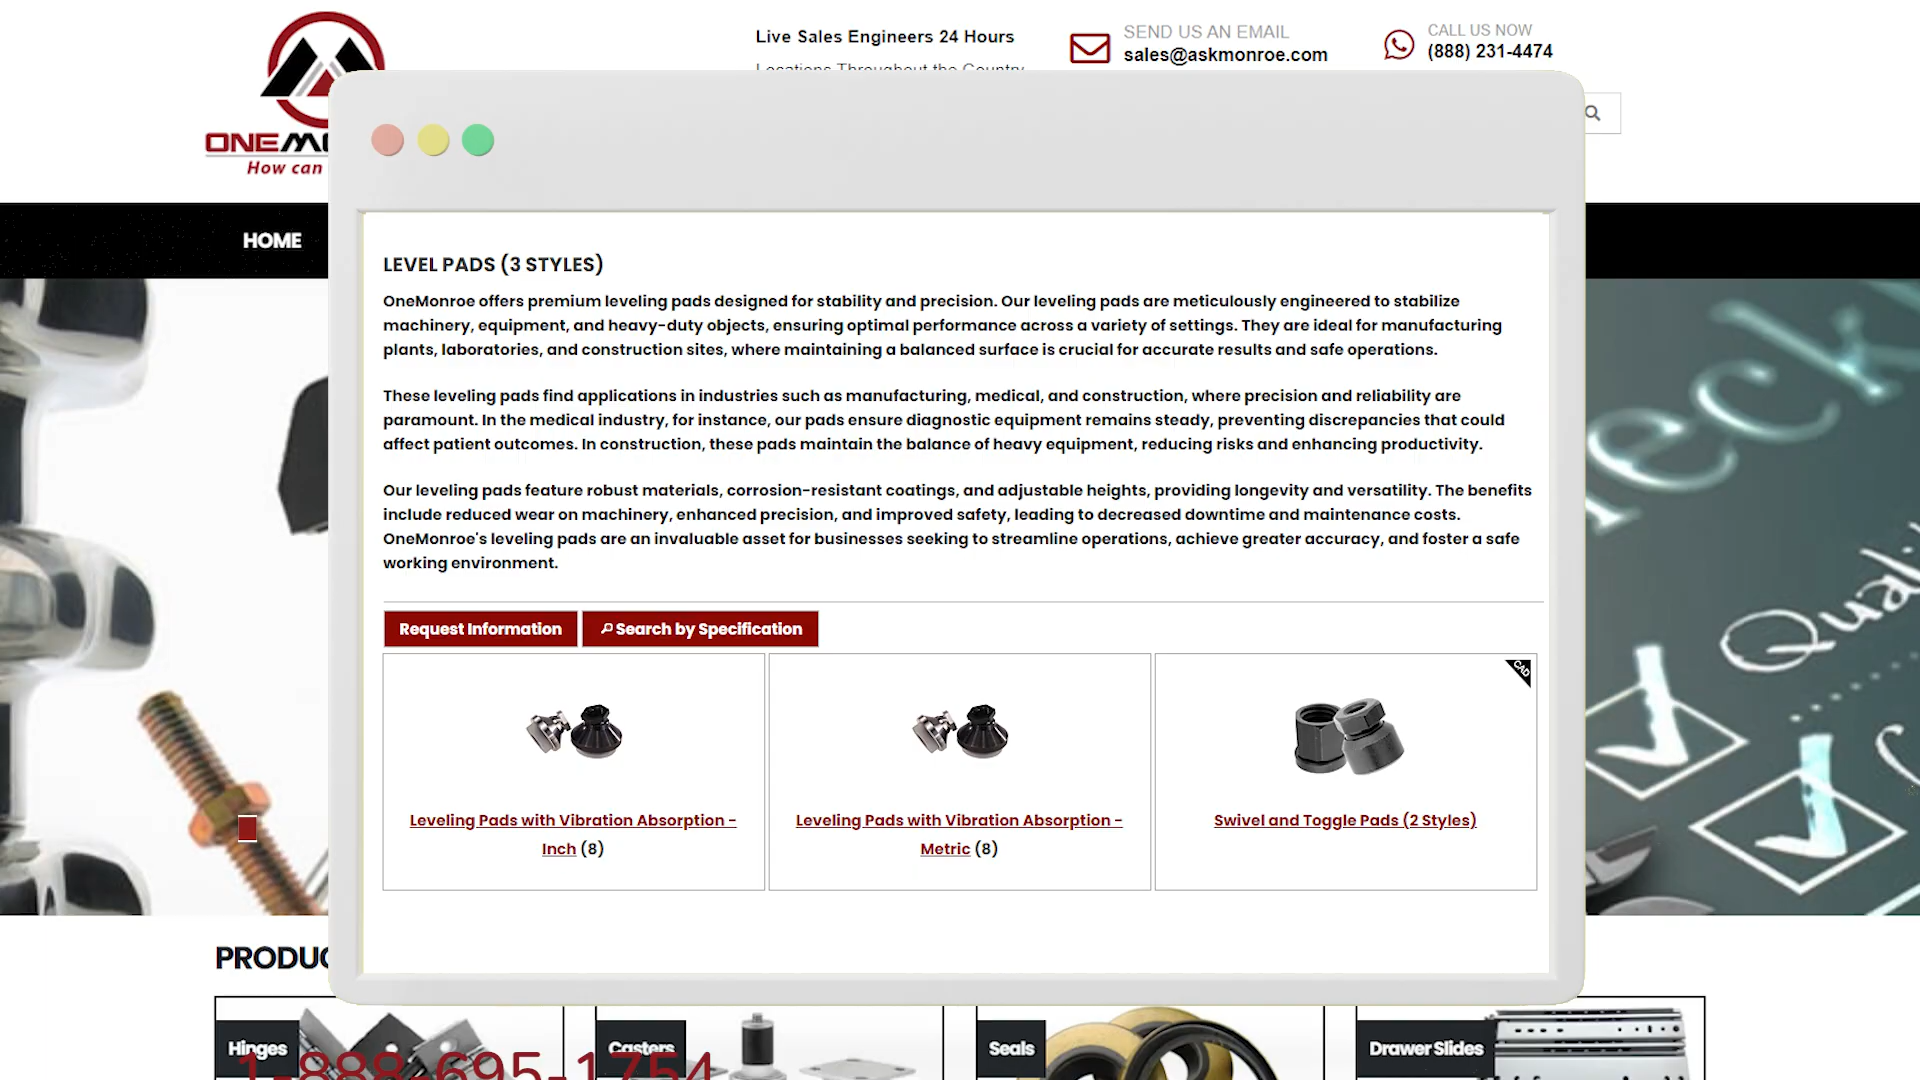 Live Sales Engineers 24 Hours
Locations Throughout the Country
SEND US AN EMAIL
sales@askmonroe.com
CALL US NOW
(888) 231-4474
ONEMO
How can
HOME
LEVEL PADS (3 STYLES)
OneMonroe offers premium leveling pads designed for stability and precision. Our leveling pads are meticulously engineered to stabilize
machinery, equipment, and heavy-duty objects, ensuring optimal performance across a variety of settings. They are ideal for manufacturing
plants, laboratories, and construction sites, where maintaining a balanced surface is crucial for accurate results and safe operations.
These leveling pads find applications in industries such as manufacturing, medical, and construction, where precision and reliability are
paramount. In the medical industry, for instance, our pads ensure diagnostic equipment remains steady, preventing discrepancies that could
affect patient outcomes. In construction, these pads maintain the balance of heavy equipment, reducing risks and enhancing productivity.
Our leveling pads feature robust materials, corrosion-resistant coatings, and adjustable heights, providing longevity and versatility. The benefits
include reduced wear on machinery, enhanced precision, and improved safety, leading to decreased downtime and maintenance costs.
OneMonroe's leveling pads are an invaluable asset for businesses seeking to streamline operations, achieve greater accuracy, and foster a safe
working environment.
Request Information
Search by Specification
CAD
Leveling Pads with Vibration Absorption -
Inch (8)
Leveling Pads with Vibration Absorption -
Metric (8)
Swivel and Toggle Pads (2 Styles)
PRODUC
Hinges
Casters
Seals
Drawer Slides
1-888-695-1754